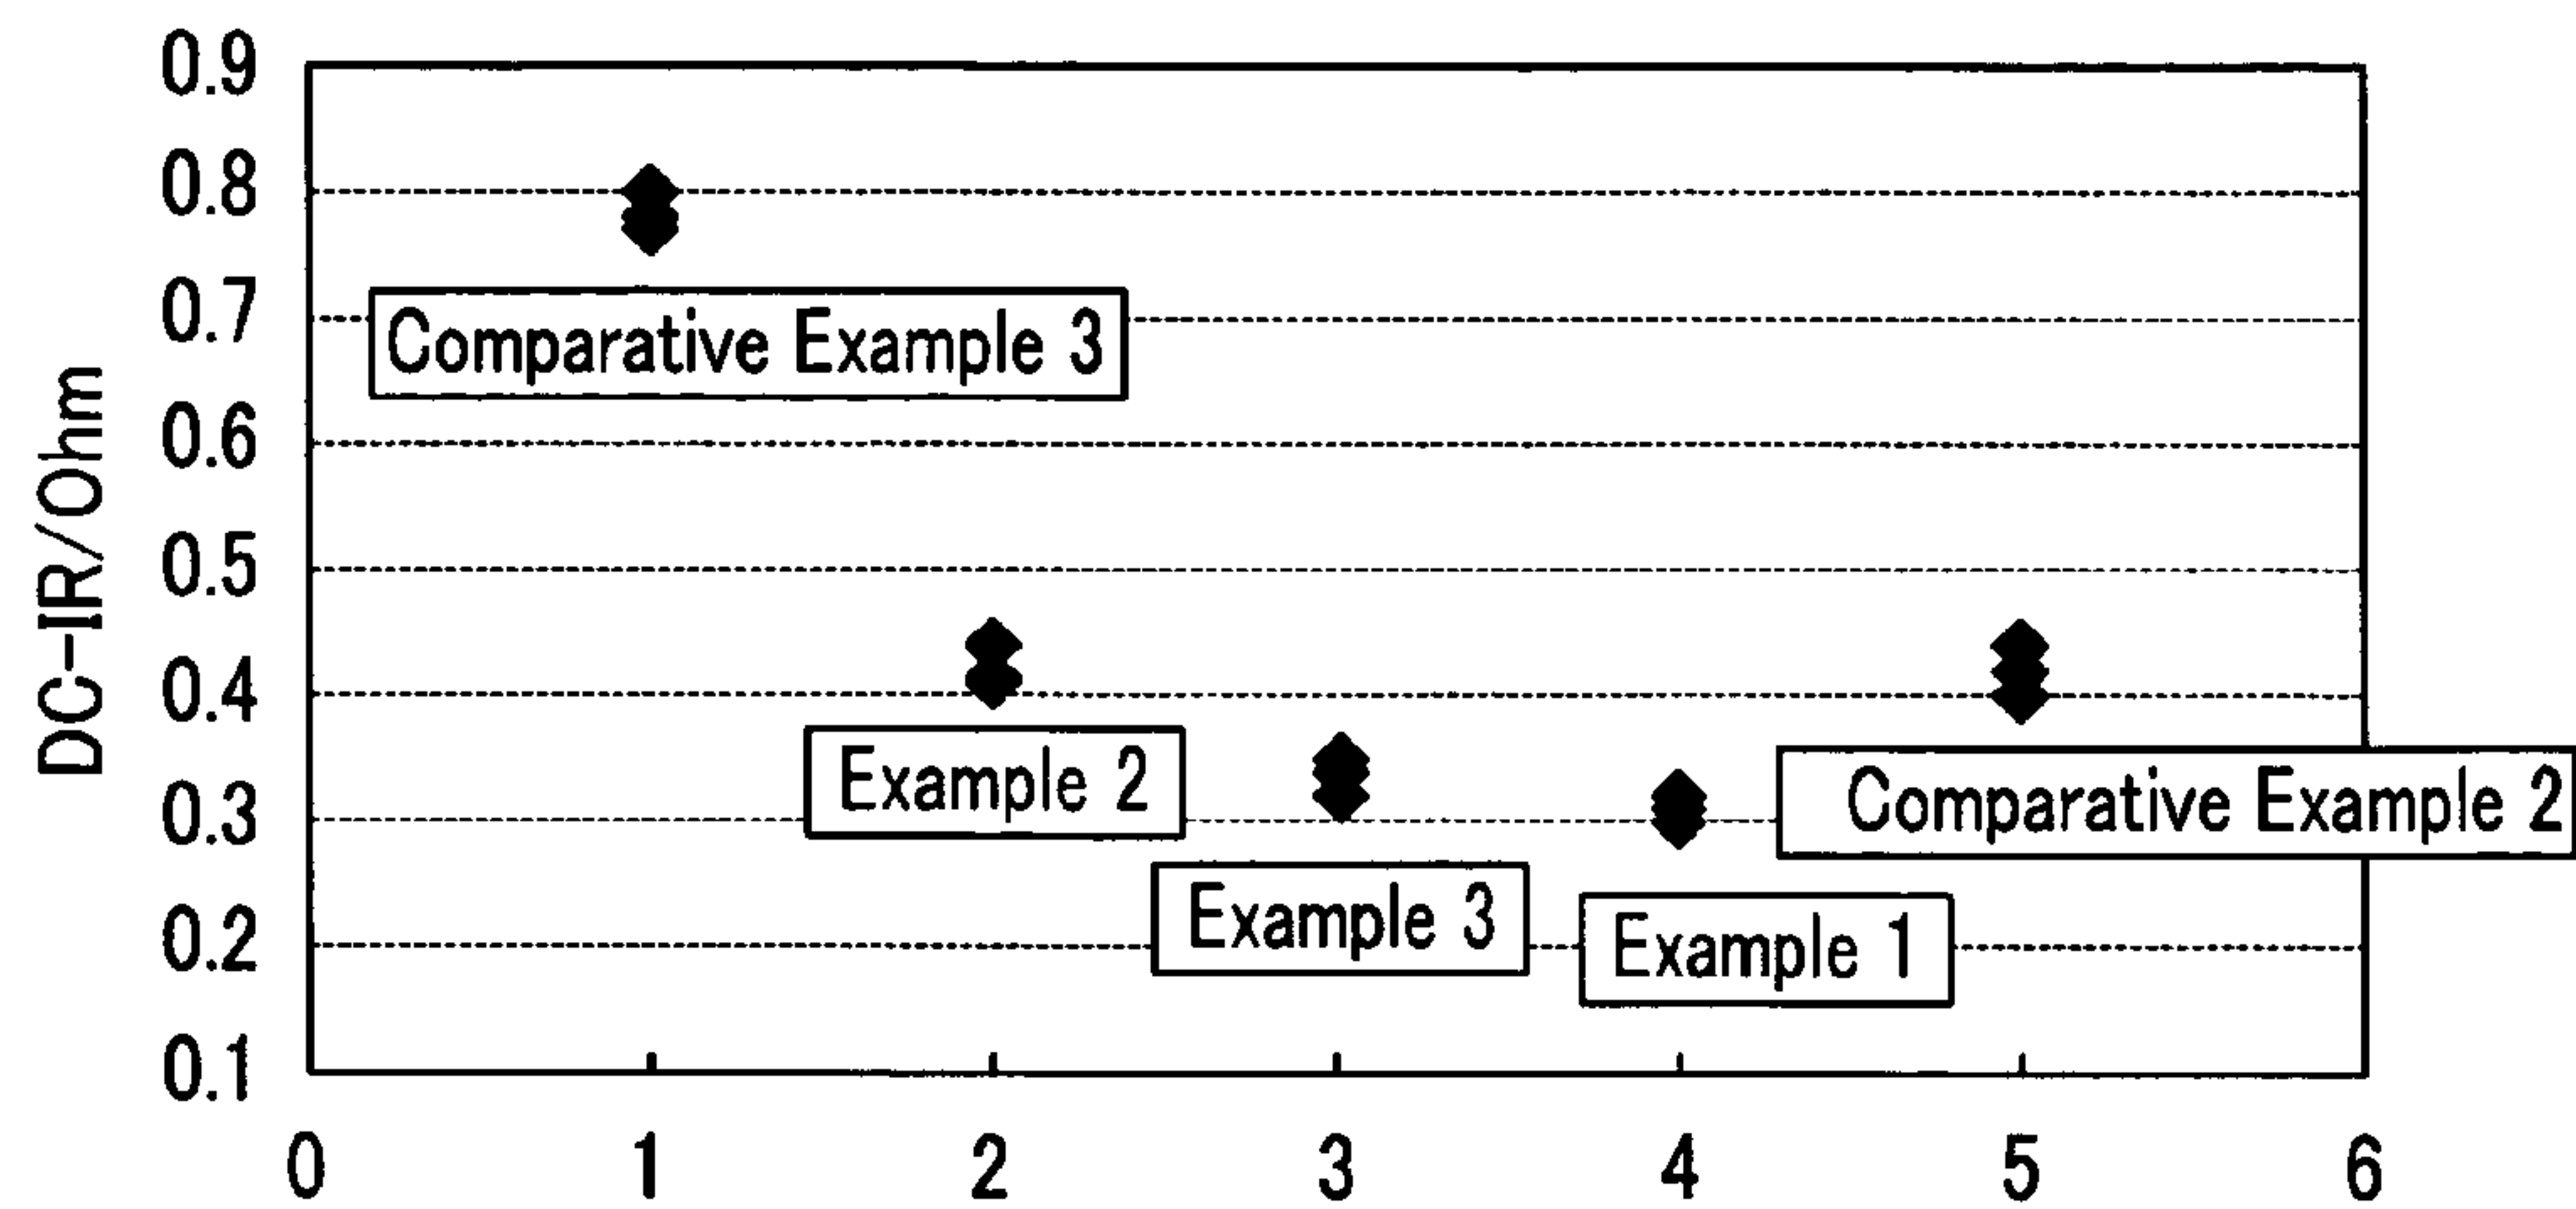 DC-IR/Ohm
0.9
0.8
0.7
0.6
0.5
0.4
0.3
0.2
0.1
Comparative Example 3
Example 2
Comparative Example 2
Example 3
Example 1
0 1 2 3 4 5 6